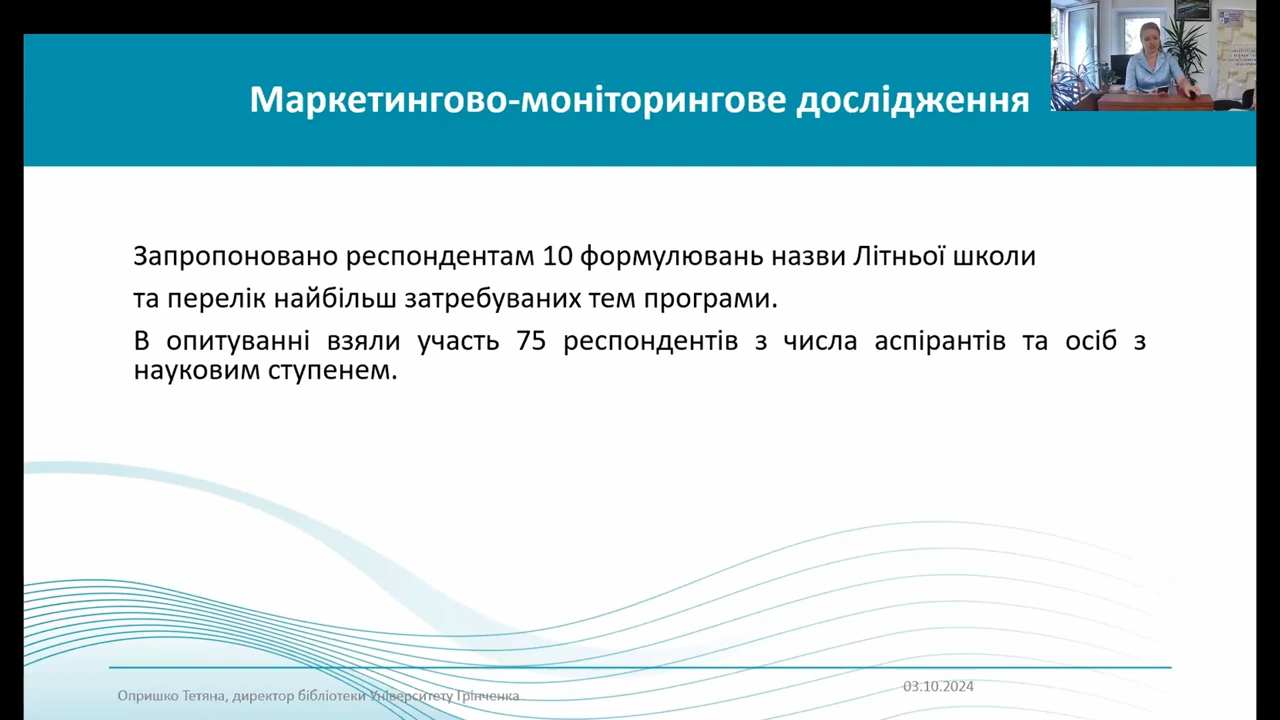 Маркетингово-моніторингове дослідження
Запропоновано респондентам 10 формулювань назви Літньої школи
та перелік найбільш затребуваних тем програми.
В опитуванні взяли участь 75 респондентів з числа аспірантів та осіб з
науковим ступенем.
Опришко Тетяна, директор бібліотеки Університету Грінченка
03.10.2024